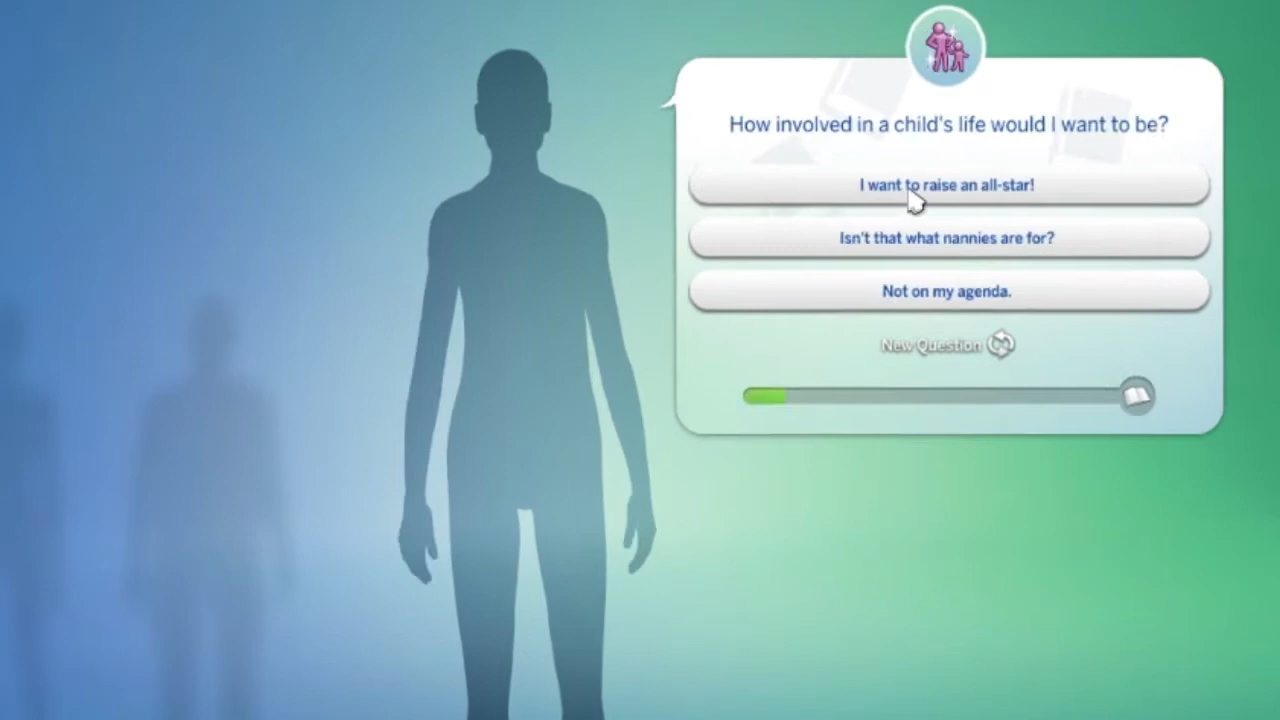 How involved in a child's life would I want to be?
I want to raise an all-star!
Isn't that what nannies are for?
Not on my agenda.
New Question